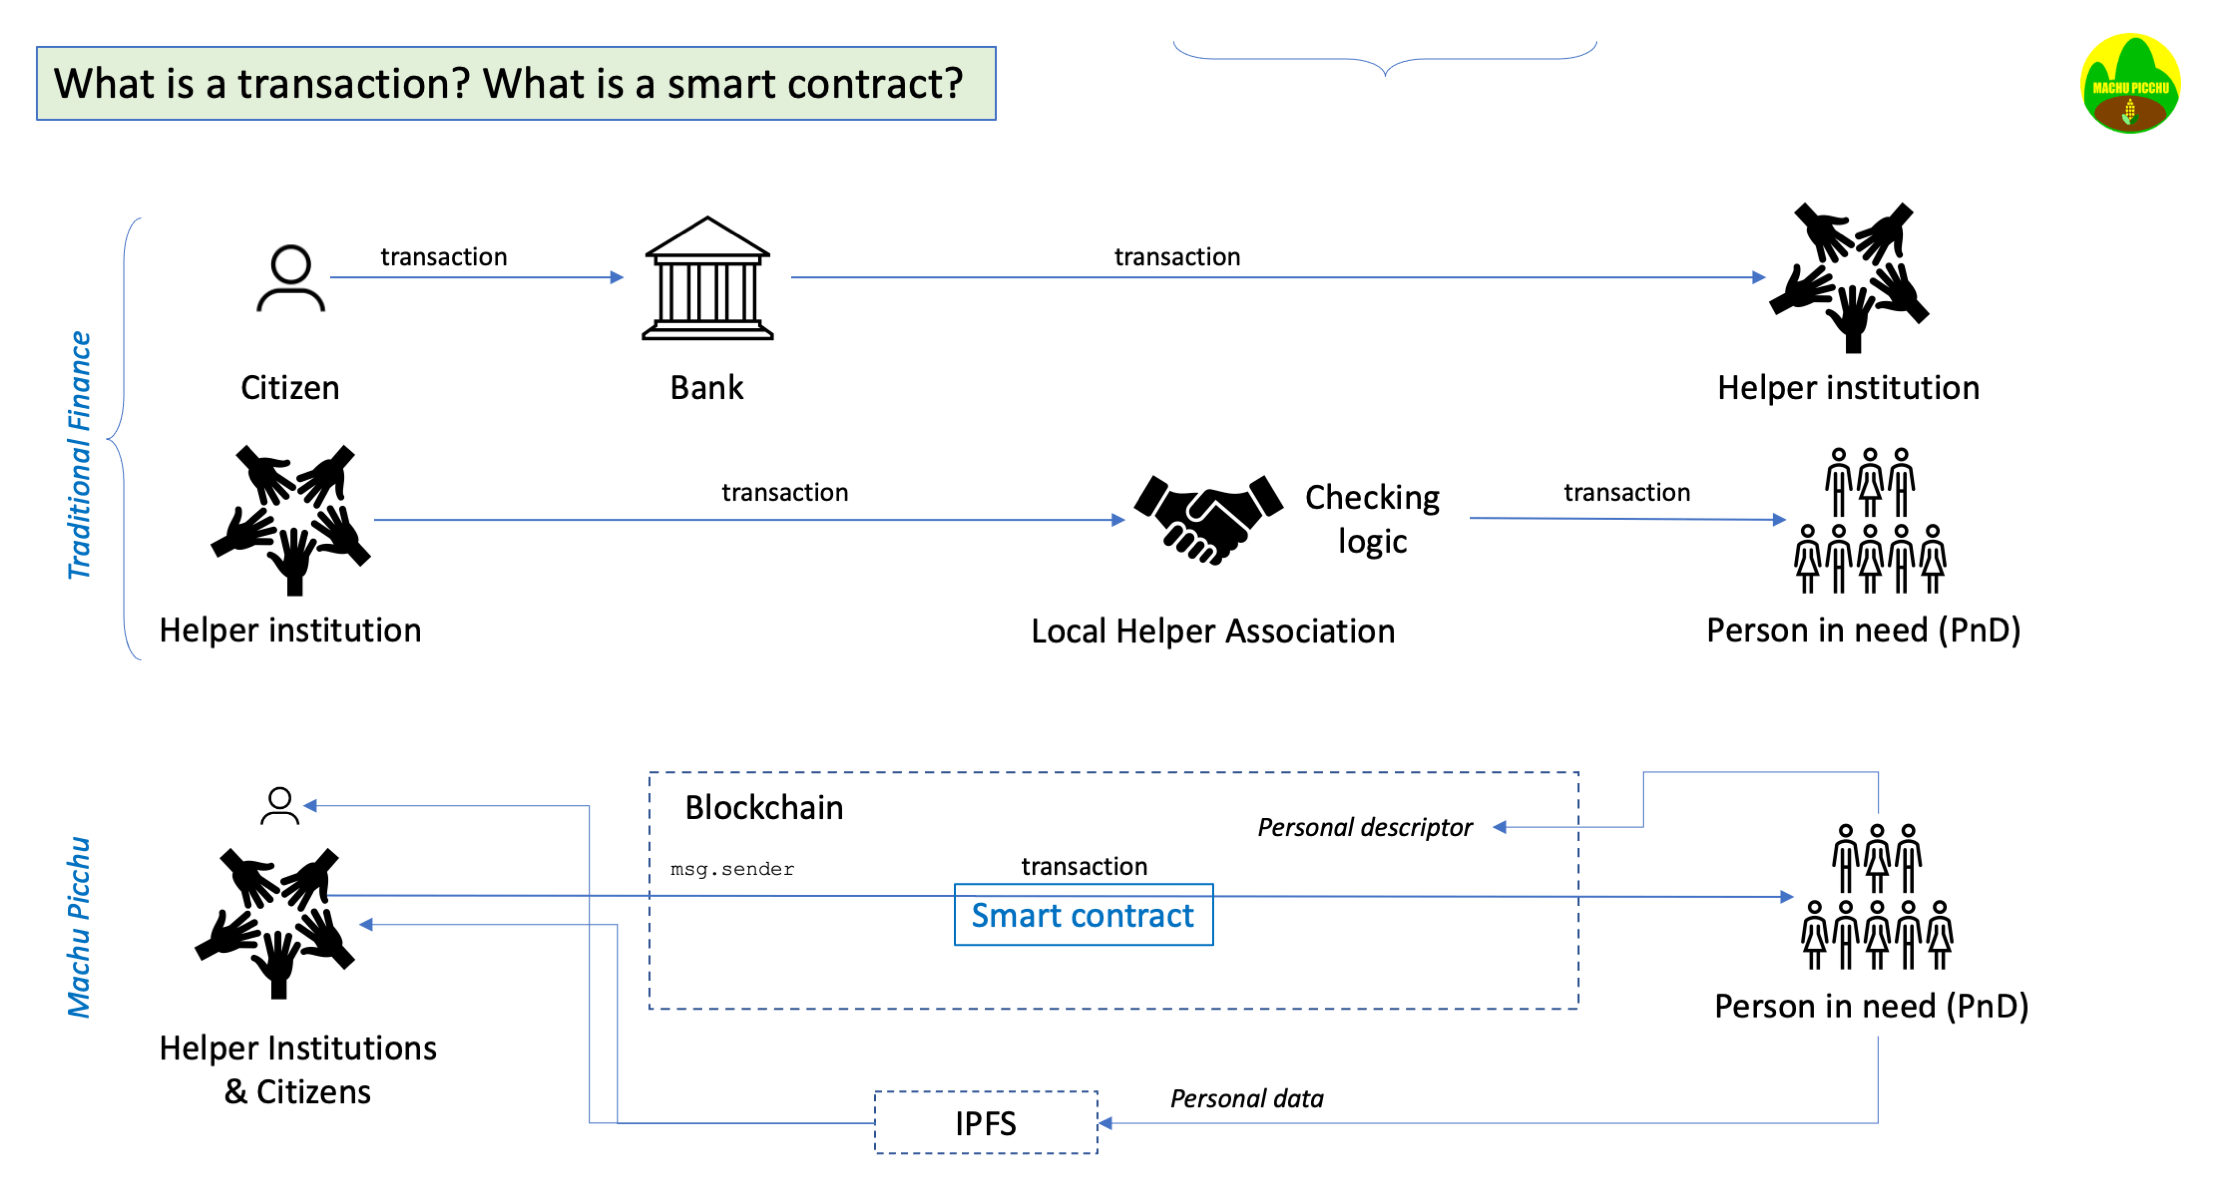 What is a transaction? What is a smart contract?
MACHU PICCHU
Traditional Finance
transaction
transaction
Citizen
Bank
Helper institution
transaction
Checking
logic
transaction
Helper institution
Local Helper Association
Person in need (PnD)
Machu Picchu
Blockchain
Personal descriptor
msg.sender
transaction
Smart contract
Person in need (PnD)
Helper Institutions
& Citizens
Personal data
IPFS